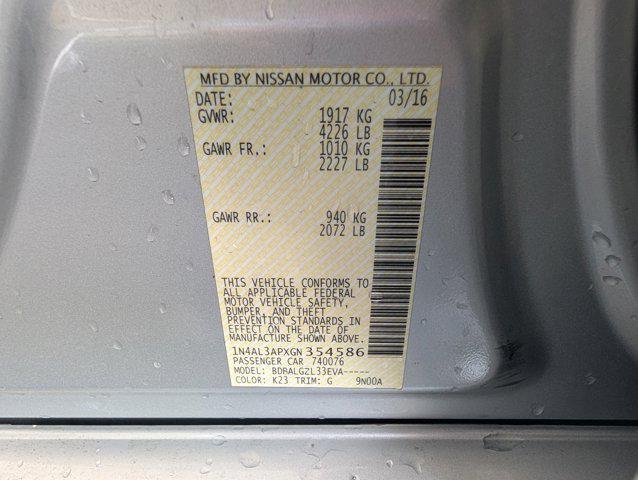 MFD BY NISSAN MOTOR CO., LTD.
DATE: 03/16
GVWR: 1917 KG
4226 LB
GAWR FR.: 1010 KG
2227 LB
GAWR RR.: 940 KG
2072 LB
THIS VEHICLE CONFORMS TO
ALL APPLICABLE FEDERAL
MOTOR VEHICLE SAFETY,
BUMPER, AND THEFT
PREVENTION STANDARDS IN
EFFECT ON THE DATE OF
MANUFACTURE SHOWN ABOVE.
1N4AL3APXGN354586
PASSENGER CAR 740076
MODEL: BDRALGZL33EVA-----
COLOR: K23 TRIM: G 9N00A